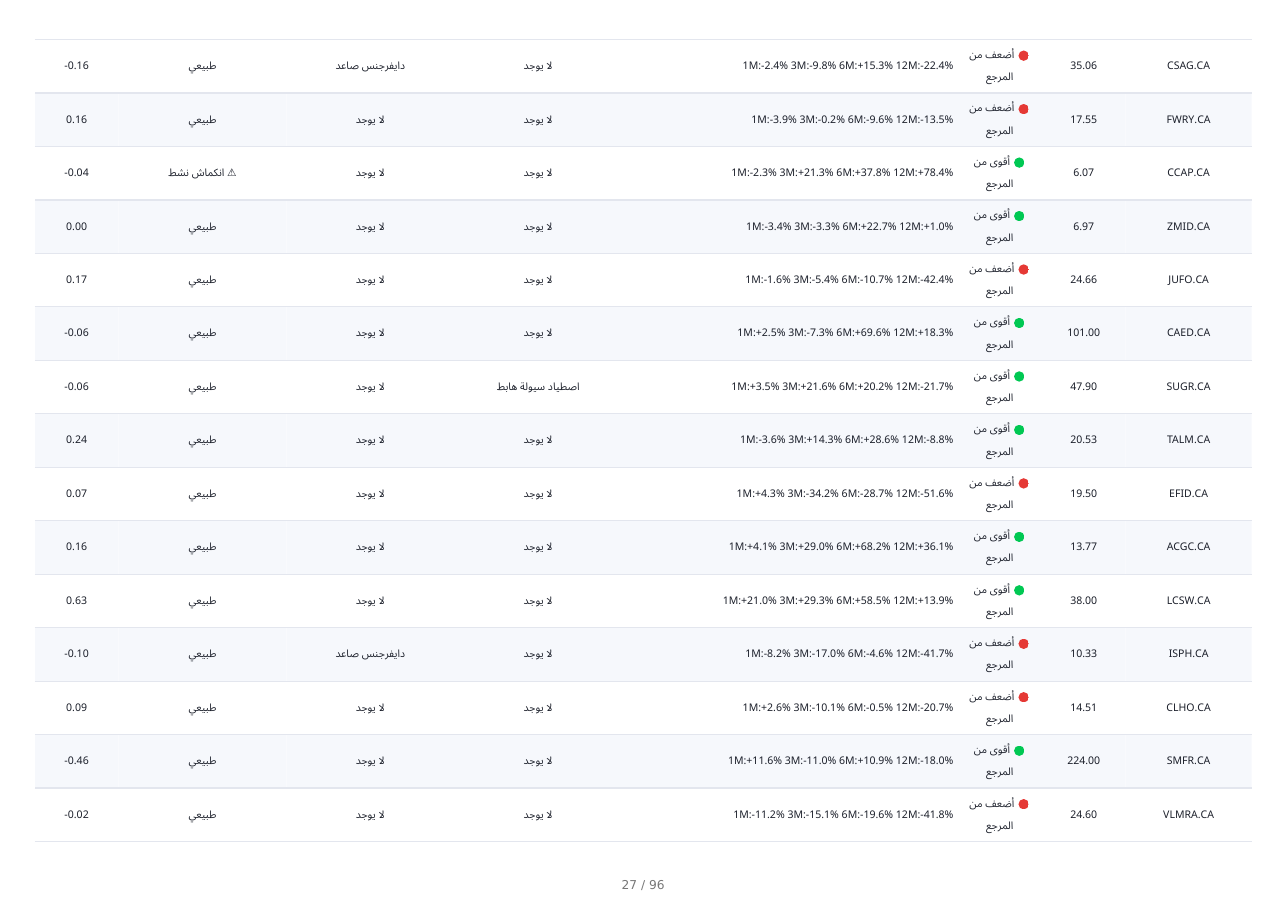 CSAG.CA 35.06 🔴 أضعف من المرجع 1M:-2.4% 3M:-9.8% 6M:+15.3% 12M:-22.4% لا يوجد دايفرجنس صاعد طبيعي -0.16
FWRY.CA 17.55 🔴 أضعف من المرجع 1M:-3.9% 3M:-0.2% 6M:-9.6% 12M:-13.5% لا يوجد لا يوجد طبيعي 0.16
CCAP.CA 6.07 🟢 أقوى من المرجع 1M:-2.3% 3M:+21.3% 6M:+37.8% 12M:+78.4% لا يوجد لا يوجد ⚠ انكماش نشط -0.04
ZMID.CA 6.97 🟢 أقوى من المرجع 1M:-3.4% 3M:-3.3% 6M:+22.7% 12M:+1.0% لا يوجد لا يوجد طبيعي 0.00
JUFO.CA 24.66 🔴 أضعف من المرجع 1M:-1.6% 3M:-5.4% 6M:-10.7% 12M:-42.4% لا يوجد لا يوجد طبيعي 0.17
CAED.CA 101.00 🟢 أقوى من المرجع 1M:+2.5% 3M:-7.3% 6M:+69.6% 12M:+18.3% لا يوجد لا يوجد طبيعي -0.06
SUGR.CA 47.90 🟢 أقوى من المرجع 1M:+3.5% 3M:+21.6% 6M:+20.2% 12M:-21.7% اصطياد سيولة هابط لا يوجد طبيعي -0.06
TALM.CA 20.53 🟢 أقوى من المرجع 1M:-3.6% 3M:+14.3% 6M:+28.6% 12M:-8.8% لا يوجد لا يوجد طبيعي 0.24
EFID.CA 19.50 🔴 أضعف من المرجع 1M:+4.3% 3M:-34.2% 6M:-28.7% 12M:-51.6% لا يوجد لا يوجد طبيعي 0.07
ACGC.CA 13.77 🟢 أقوى من المرجع 1M:+4.1% 3M:+29.0% 6M:+68.2% 12M:+36.1% لا يوجد لا يوجد طبيعي 0.16
LCSW.CA 38.00 🟢 أقوى من المرجع 1M:+21.0% 3M:+29.3% 6M:+58.5% 12M:+13.9% لا يوجد لا يوجد طبيعي 0.63
ISPH.CA 10.33 🔴 أضعف من المرجع 1M:-8.2% 3M:-17.0% 6M:-4.6% 12M:-41.7% لا يوجد دايفرجنس صاعد طبيعي -0.10
CLHO.CA 14.51 🔴 أضعف من المرجع 1M:+2.6% 3M:-10.1% 6M:-0.5% 12M:-20.7% لا يوجد لا يوجد طبيعي 0.09
SMFR.CA 224.00 🟢 أقوى من المرجع 1M:+11.6% 3M:-11.0% 6M:+10.9% 12M:-18.0% لا يوجد لا يوجد طبيعي -0.46
VLMRA.CA 24.60 🔴 أضعف من المرجع 1M:-11.2% 3M:-15.1% 6M:-19.6% 12M:-41.8% لا يوجد لا يوجد طبيعي -0.02
27 / 96